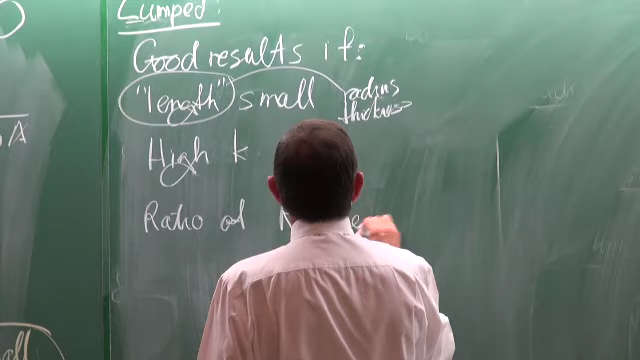 Lumped:
Good results if:
"length" small
radius
thickness
High k
Ratio of